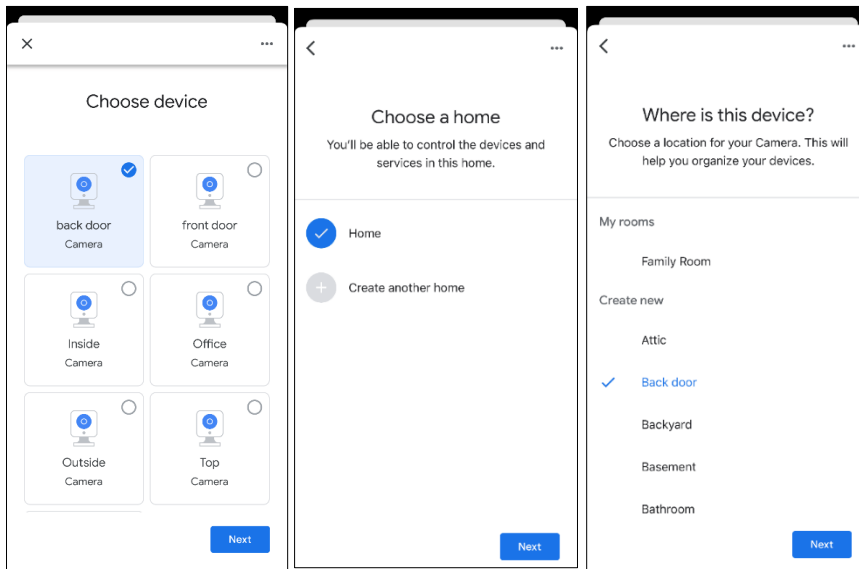 Choose device
back door
Camera
front door
Camera
Inside
Camera
Office
Camera
Outside
Camera
Top
Camera
Next
Choose a home
You'll be able to control the devices and
services in this home.
Home
Create another home
Next
Where is this device?
Choose a location for your Camera. This will
help you organize your devices.
My rooms
Family Room
Create new
Attic
Back door
Backyard
Basement
Bathroom
Next